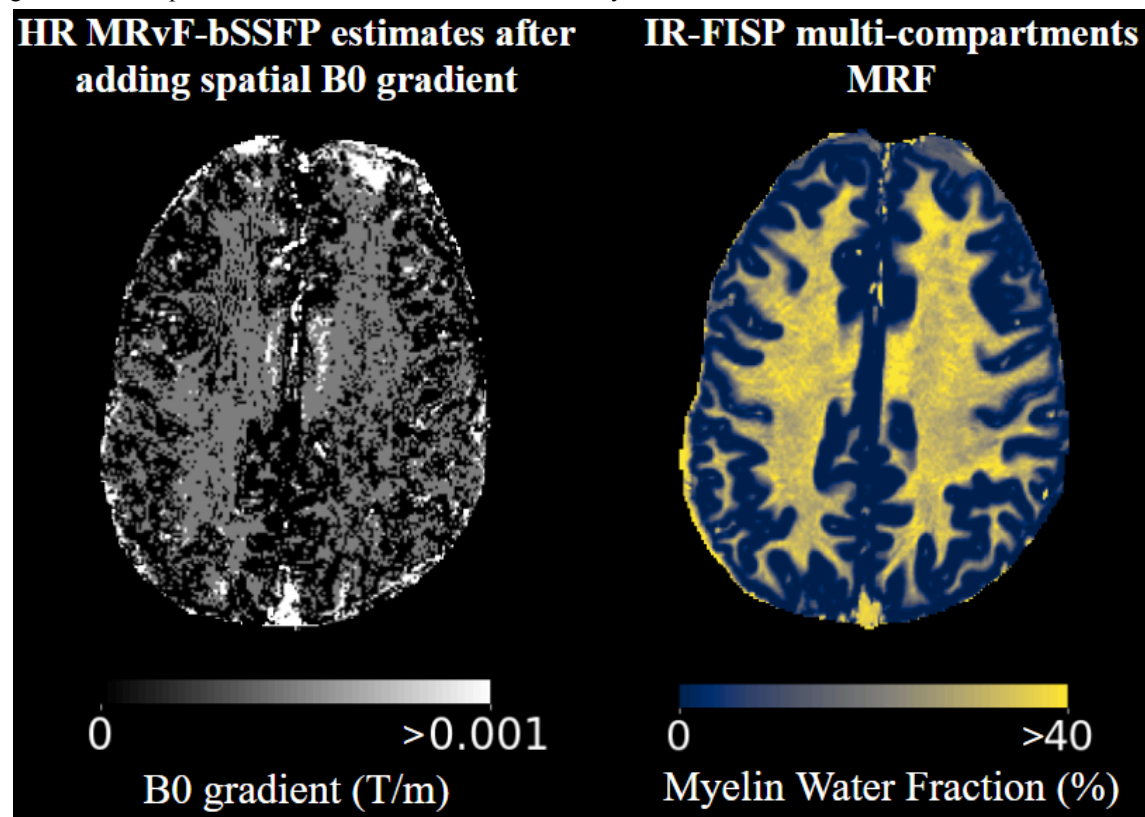 HR MRvF-bSSFP estimates after
adding spatial B0 gradient
IR-FISP multi-compartments
MRF
0
>0.001
B0 gradient (T/m)
0
>40
Myelin Water Fraction (%)